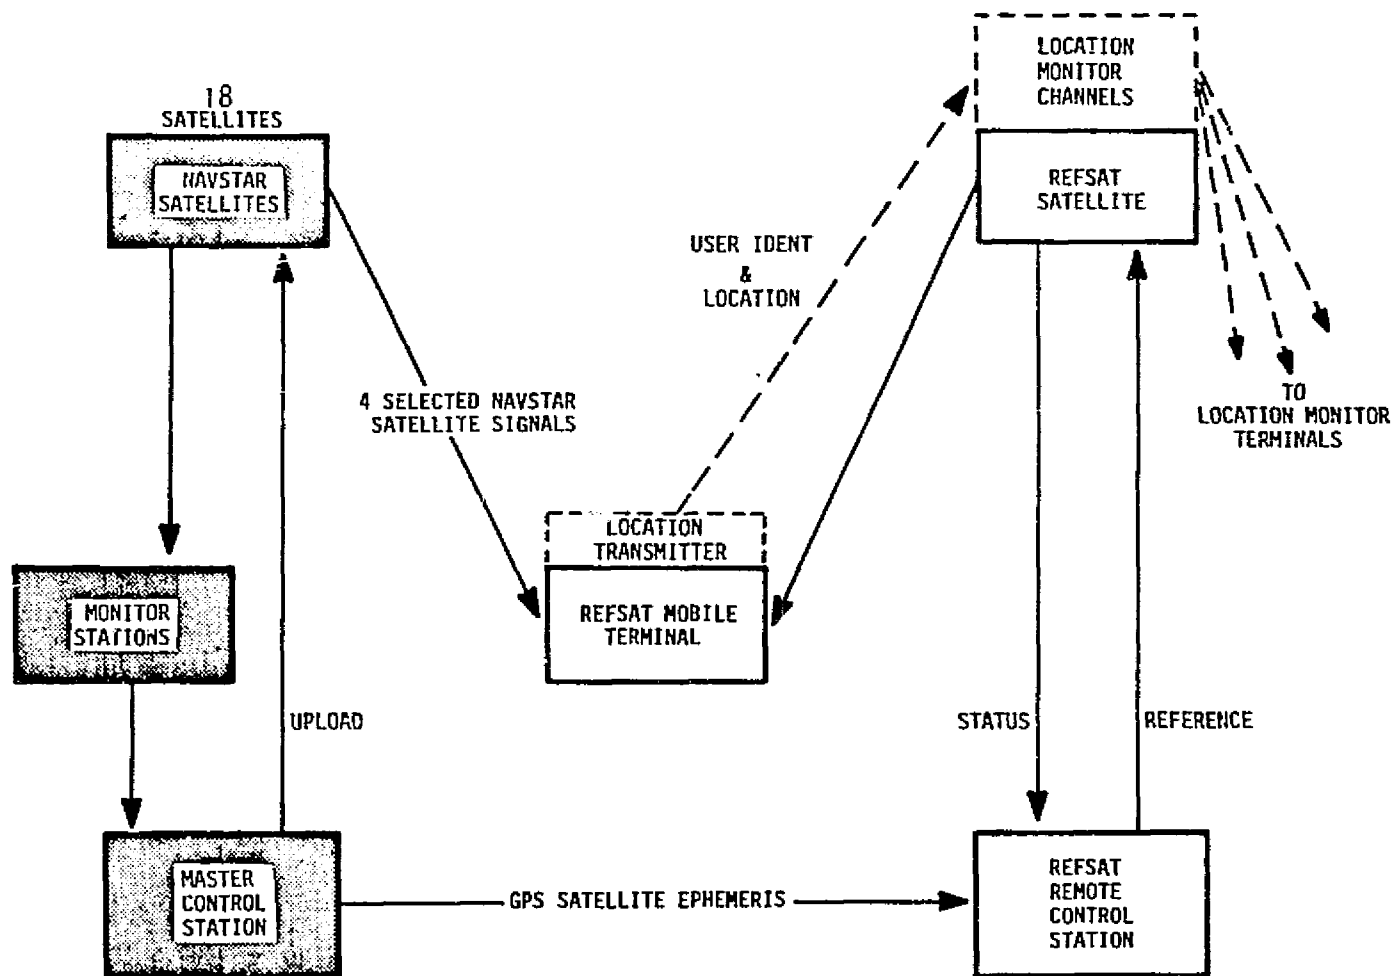 18
SATELLITES
NAVSTAR
SATELLITES
LOCATION
MONITOR
CHANNELS
REFSAT
SATELLITE
USER IDENT
&
LOCATION
4 SELECTED NAVSTAR
SATELLITE SIGNALS
TO
LOCATION MONITOR
TERMINALS
LOCATION
TRANSMITTER
REFSAT MOBILE
TERMINAL
MONITOR
STATIONS
UPLOAD
STATUS
REFERENCE
MASTER
CONTROL
STATION
GPS SATELLITE EPHEMERIS
REFSAT
REMOTE
CONTROL
STATION